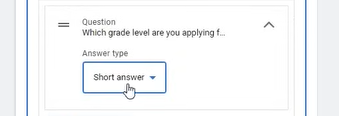 Question
Which grade level are you applying f...
Answer type
Short answer